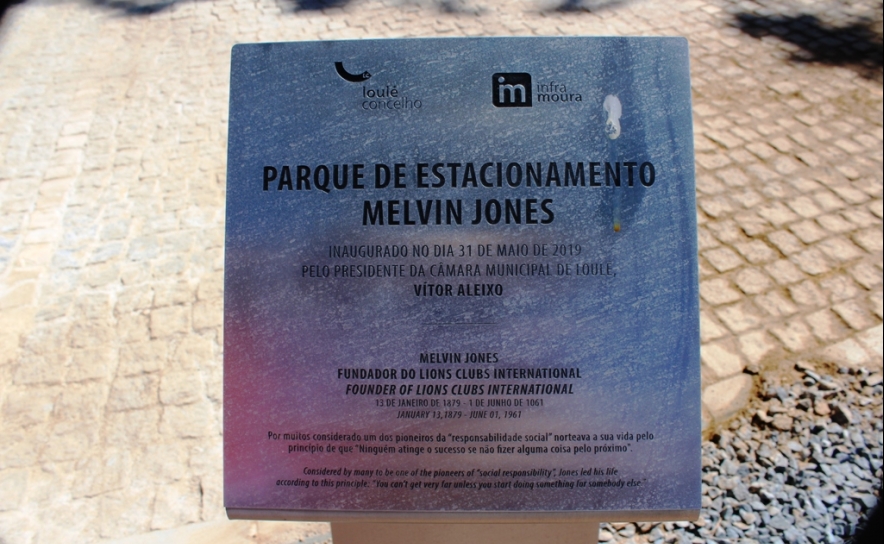 loulé
concelho
im infra
moura
PARQUE DE ESTACIONAMENTO
MELVIN JONES
INAUGURADO NO DIA 31 DE MAIO DE 2019
PELO PRESIDENTE DA CÂMARA MUNICIPAL DE LOULÉ,
VÍTOR ALEIXO
MELVIN JONES
FUNDADOR DO LIONS CLUBS INTERNATIONAL
FOUNDER OF LIONS CLUBS INTERNATIONAL
13 DE JANEIRO DE 1879 - 1 DE JUNHO DE 1061
JANUARY 13,1879 - JUNE 01, 1961
Por muitos considerado um dos pioneiros da "responsabilidade social" norteava a sua vida pelo
princípio de que "Ninguém atinge o sucesso se não fizer alguma coisa pelo próximo".
Considered by many to be one of the pioneers of "social responsibility", Jones led his life
according to this principle: "You can't get very far unless you start doing something for somebody else."